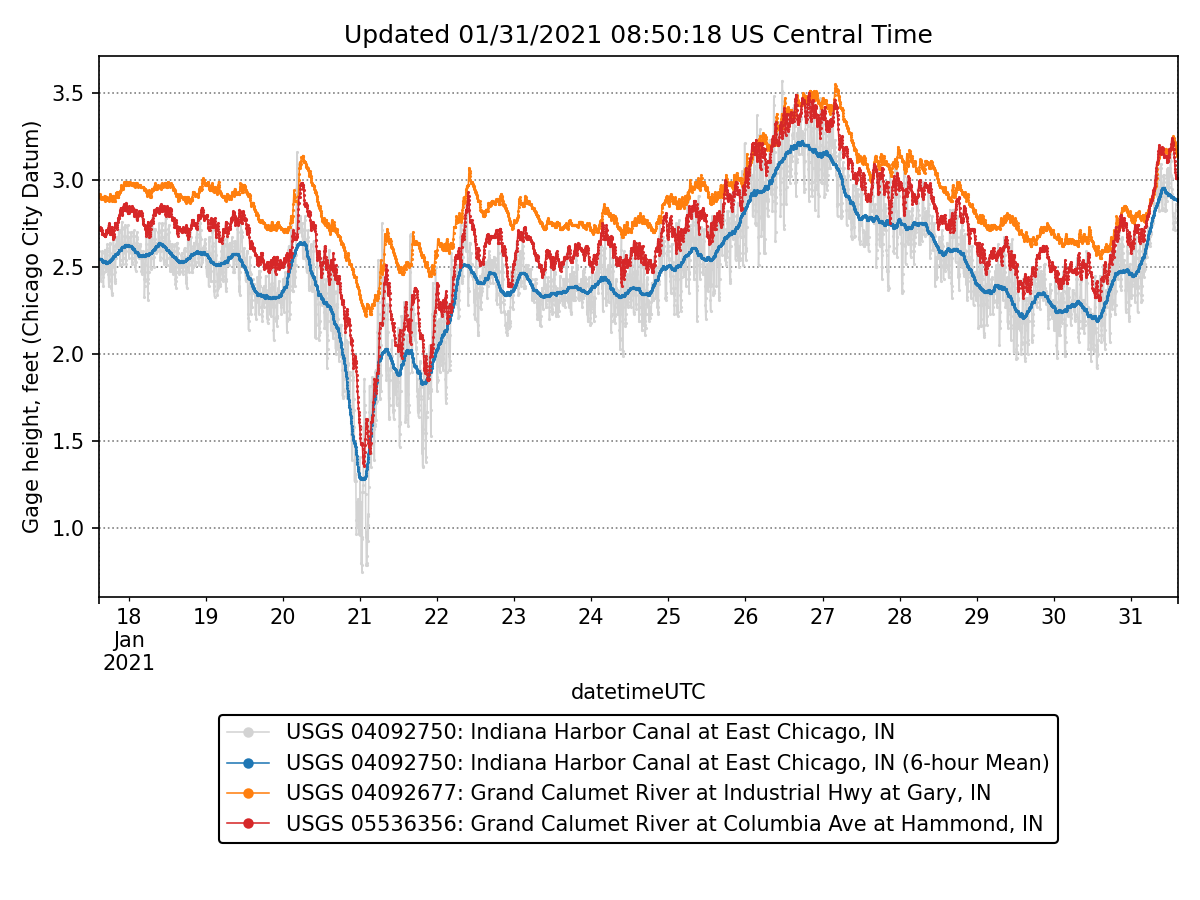 Updated 01/31/2021 08:50:18 US Central Time
Gage height, feet (Chicago City Datum)
3.5
3.0
2.5
2.0
1.5
1.0
18 19 20 21 22 23 24 25 26 27 28 29 30 31
Jan
2021
datetimeUTC
USGS 04092750: Indiana Harbor Canal at East Chicago, IN
USGS 04092750: Indiana Harbor Canal at East Chicago, IN (6-hour Mean)
USGS 04092677: Grand Calumet River at Industrial Hwy at Gary, IN
USGS 05536356: Grand Calumet River at Columbia Ave at Hammond, IN